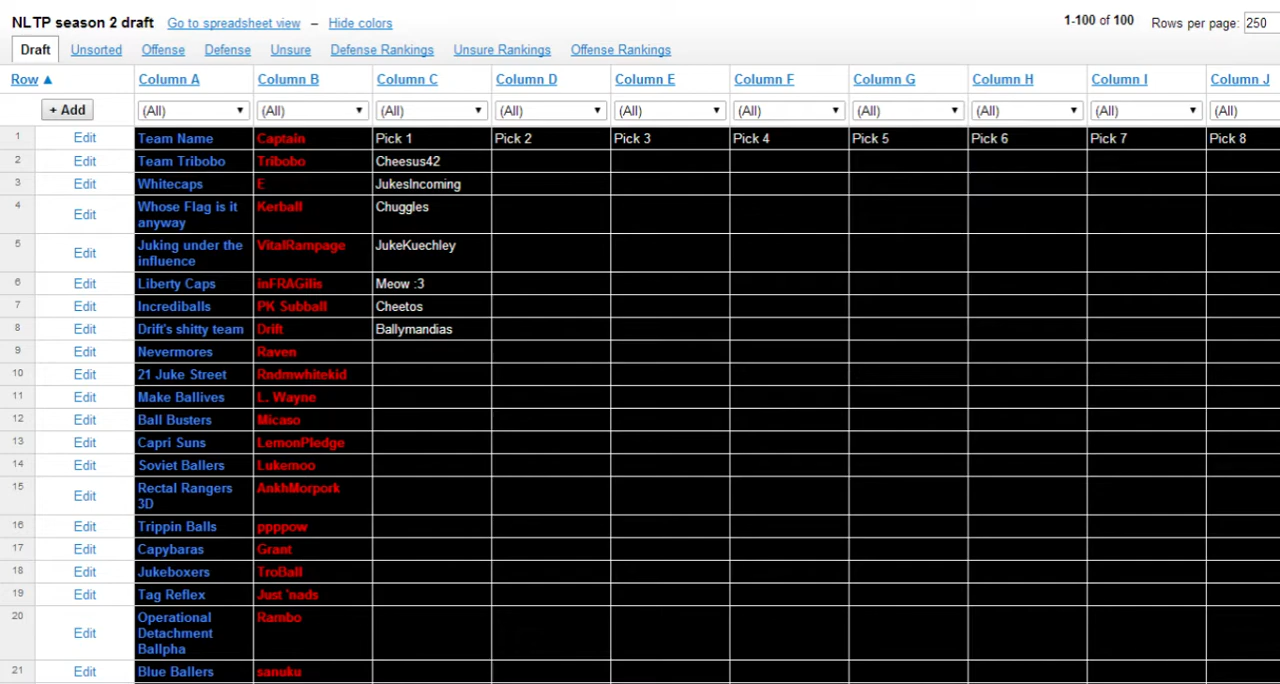 NLTP season 2 draft Go to spreadsheet view – Hide colors 1-100 of 100 Rows per page: 250
Draft Unsorted Offense Defense Unsure Defense Rankings Unsure Rankings Offense Rankings
Row ▲ Column A Column B Column C Column D Column E Column F Column G Column H Column I Column J
+ Add (All) (All) (All) (All) (All) (All) (All) (All) (All) (All)
1 Edit Team Name Captain Pick 1 Pick 2 Pick 3 Pick 4 Pick 5 Pick 6 Pick 7 Pick 8
2 Edit Team Tribobo Tribobo Cheesus42
3 Edit Whitecaps E JukesIncoming
4 Edit Whose Flag is it Kerball Chuggles
anyway
5 Edit Juking under the VitalRampage JukeKuechley
influence
6 Edit Liberty Caps inFRAGilis Meow :3
7 Edit Incrediballs PK Subball Cheetos
8 Edit Drift's shitty team Drift Ballymandias
9 Edit Nevermores Raven
10 Edit 21 Juke Street Rndmwhitekid
11 Edit Make Ballives L. Wayne
12 Edit Ball Busters Micaso
13 Edit Capri Suns LemonPledge
14 Edit Soviet Ballers Lukemoo
15 Edit Rectal Rangers AnkhMorpork
3D
16 Edit Trippin Balls ppppow
17 Edit Capybaras Grant
18 Edit Jukeboxers TroBall
19 Edit Tag Reflex Just 'nads
20 Edit Operational Rambo
Detachment
Ballpha
21 Edit Blue Ballers sanuku